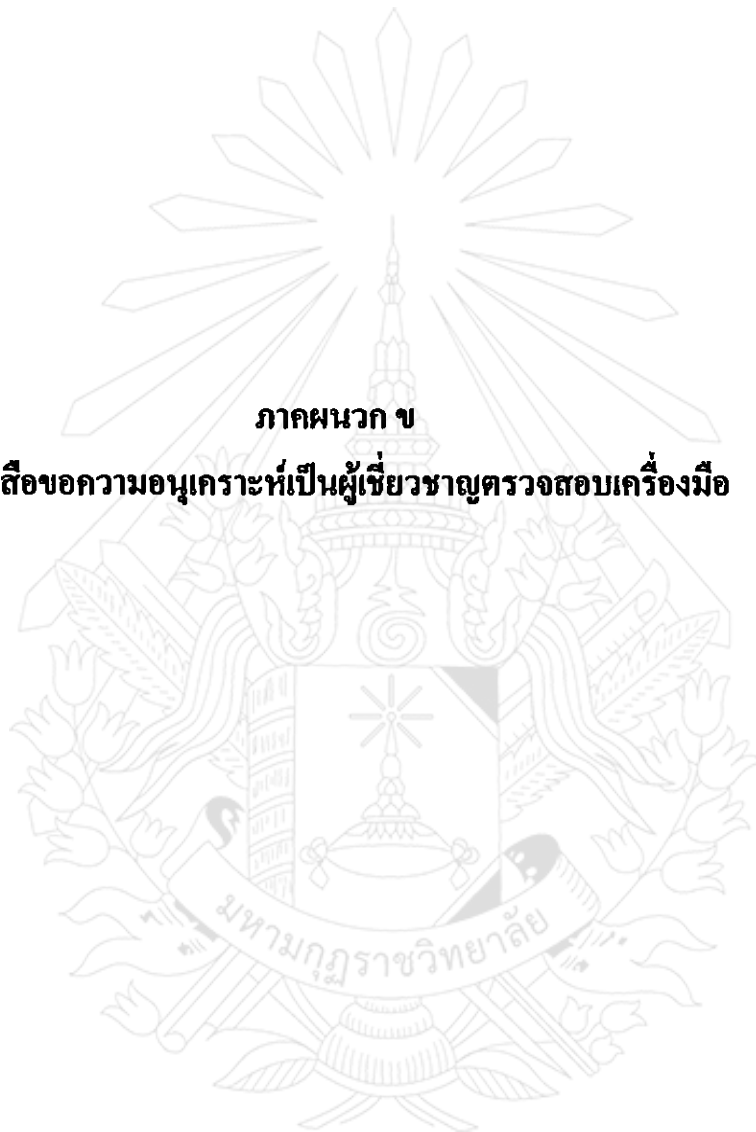 ภาคผนวก ข
สือขอความอนุเคราะห์เป็นผู้เชี่ยวชาญตรวจสอบเครื่องมือ
มหามกุฏราชวิทยาลัย